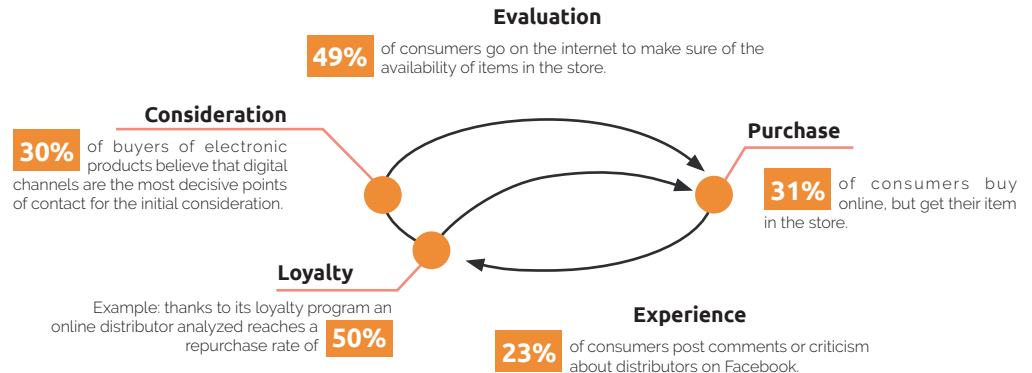 Evaluation
49% of consumers go on the internet to make sure of the
availability of items in the store.
Consideration
30% of buyers of electronic
products believe that digital
channels are the most decisive points
of contact for the initial consideration.
Purchase
31% of consumers buy
online, but get their item
in the store.
Loyalty
Example: thanks to its loyalty program an
online distributor analyzed reaches a
repurchase rate of 50%
Experience
23% of consumers post comments or criticism
about distributors on Facebook.